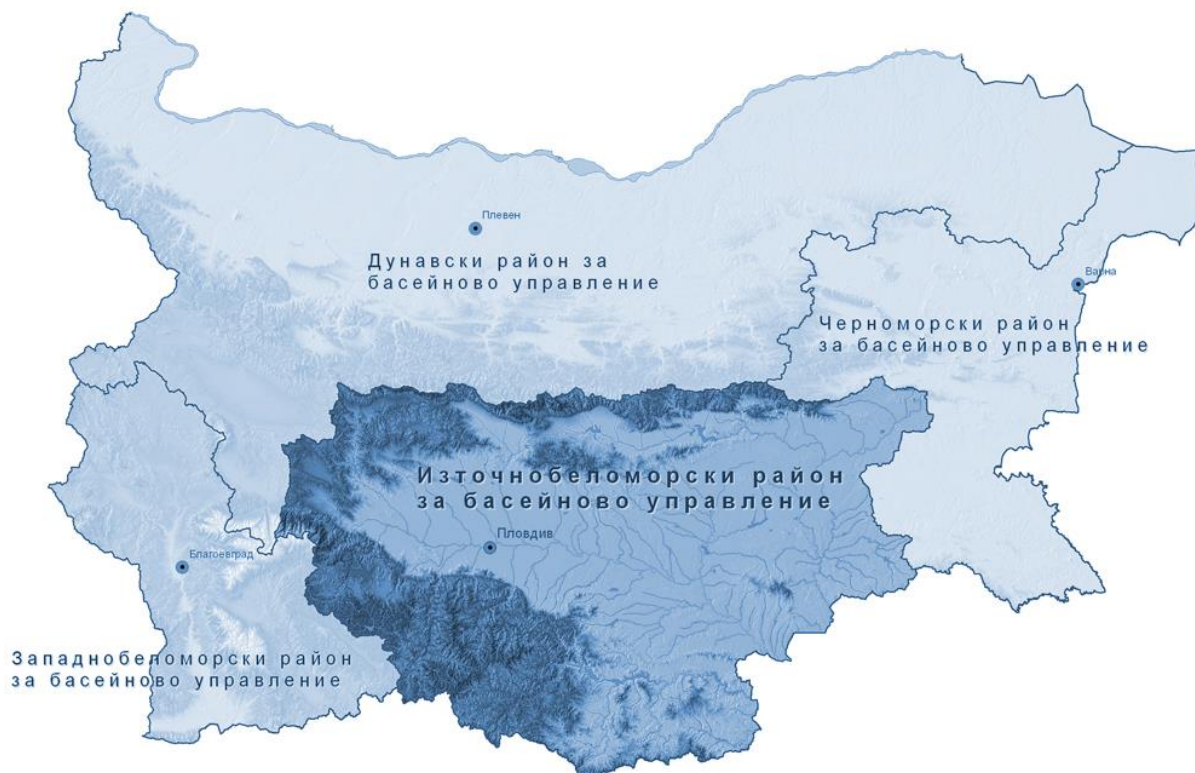 Плевен
Дунавски район за
басейново управление
Варна
Черноморски район
за басейново управление
Източнобеломорски район
за басейново управление
Пловдив
Благоевград
Западнобеломорски район
за басейново управление